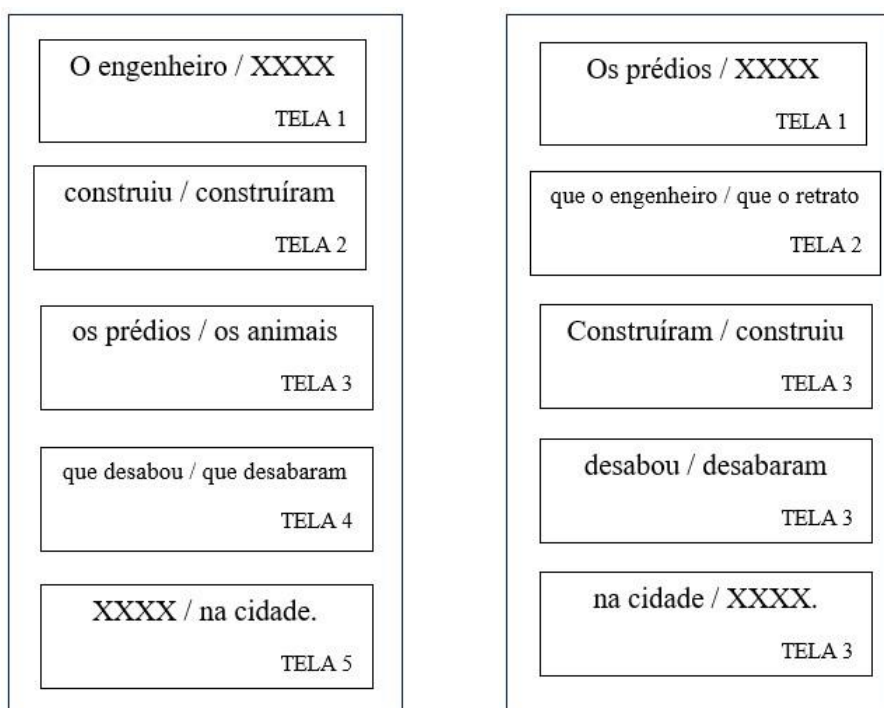 O engenheiro / XXXX
TELA 1
construiu / construíram
TELA 2
os prédios / os animais
TELA 3
que desabou / que desabaram
TELA 4
XXXX / na cidade.
TELA 5
Os prédios / XXXX
TELA 1
que o engenheiro / que o retrato
TELA 2
Construíram / construiu
TELA 3
desabou / desabaram
TELA 3
na cidade / XXXX.
TELA 3